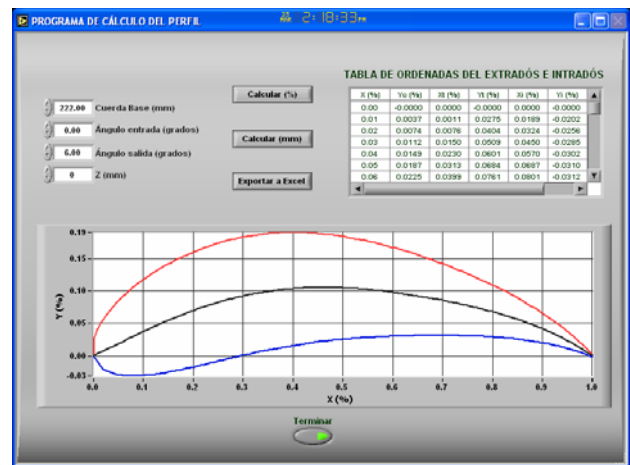 PROGRAMA DE CÁLCULO DEL PERFIL
2:18:33 PM
TABLA DE ORDENADAS DEL EXTRADÓS E INTRADÓS
222.00 Cuerda Base (mm)
0.00 Ángulo entrada (grados)
6.00 Ángulo salida (grados)
0 Z (mm)
Calcular (%)
Calcular (mm)
Exportar a Excel
0.00 -0.0000 0.0000 -0.0000 0.0000 -0.0000
0.01 0.0037 0.0011 0.0275 0.0189 -0.0202
0.02 0.0074 0.0076 0.0404 0.0324 -0.0256
0.03 0.0112 0.0150 0.0509 0.0450 -0.0285
0.04 0.0149 0.0230 0.0601 0.0570 -0.0302
0.05 0.0187 0.0313 0.0684 0.0687 -0.0310
0.06 0.0225 0.0399 0.0761 0.0801 -0.0312
Y (%)
0.19
0.15
0.10
0.05
0.00
-0.03
0.0 0.1 0.2 0.3 0.4 0.5 0.6 0.7 0.8 0.9 1.0
X (%)
Terminar